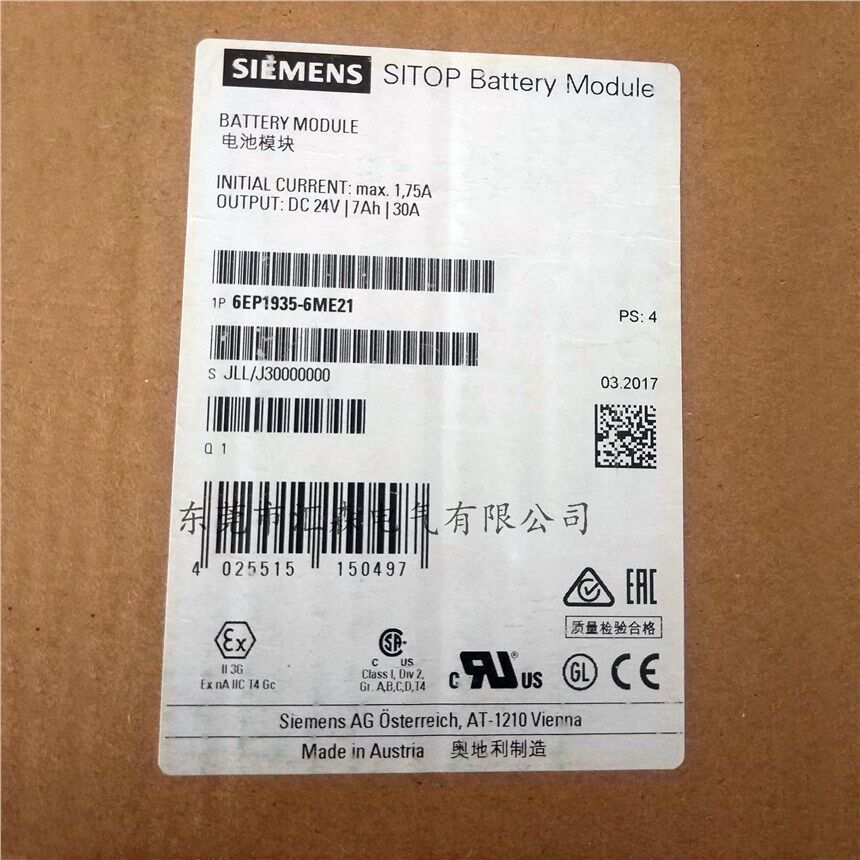 SIEMENS SITOP Battery Module
BATTERY MODULE
电池模块
INITIAL CURRENT: max. 1,75A
OUTPUT: DC 24V | 7Ah | 30A
1P 6EP1935-6ME21
PS: 4
S JLL/J30000000
03.2017
Q 1
东莞市汇森电气有限公司
4 025515 150497
EAC
质量检验合格
Ex
II 3G
Ex nA IIC T4 Gc
SA
C US
Class I, Div 2,
Gr. A,B,C,D,T4
c RU US
GL
CE
Siemens AG Österreich, AT-1210 Vienna
Made in Austria 奥地利制造